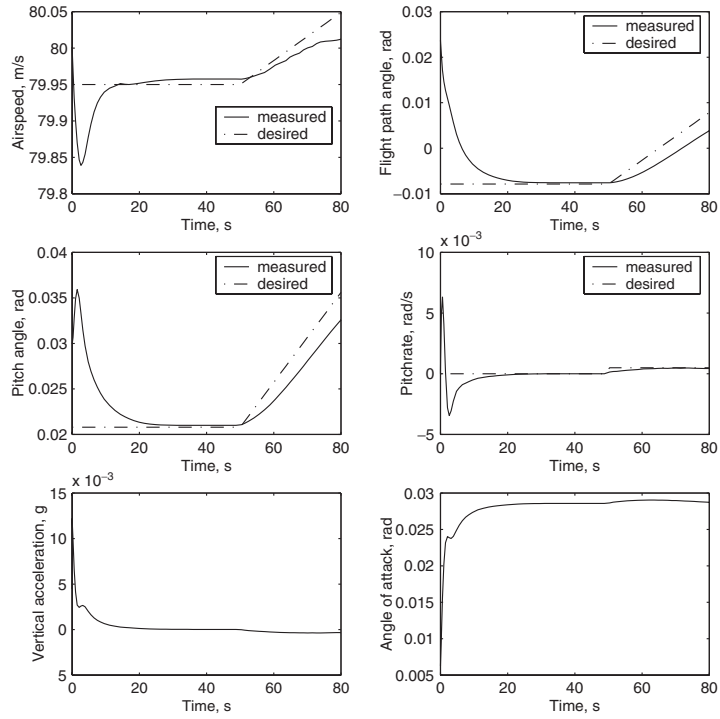 80.05
80
79.95
79.9
79.85
79.8
Airspeed, m/s
measured
desired
0 20 40 60 80
Time, s
0.03
0.02
0.01
0
−0.01
Flight path angle, rad
measured
desired
0 20 40 60 80
Time, s
0.04
0.035
0.03
0.025
0.02
Pitch angle, rad
measured
desired
0 20 40 60 80
Time, s
x 10−3
10
5
0
−5
Pitchrate, rad/s
measured
desired
0 20 40 60 80
Time, s
x 10−3
15
10
5
0
5
Vertical acceleration, g
0 20 40 60 80
Time, s
0.03
0.025
0.02
0.015
0.01
0.005
Angle of attack, rad
0 20 40 60 80
Time, s